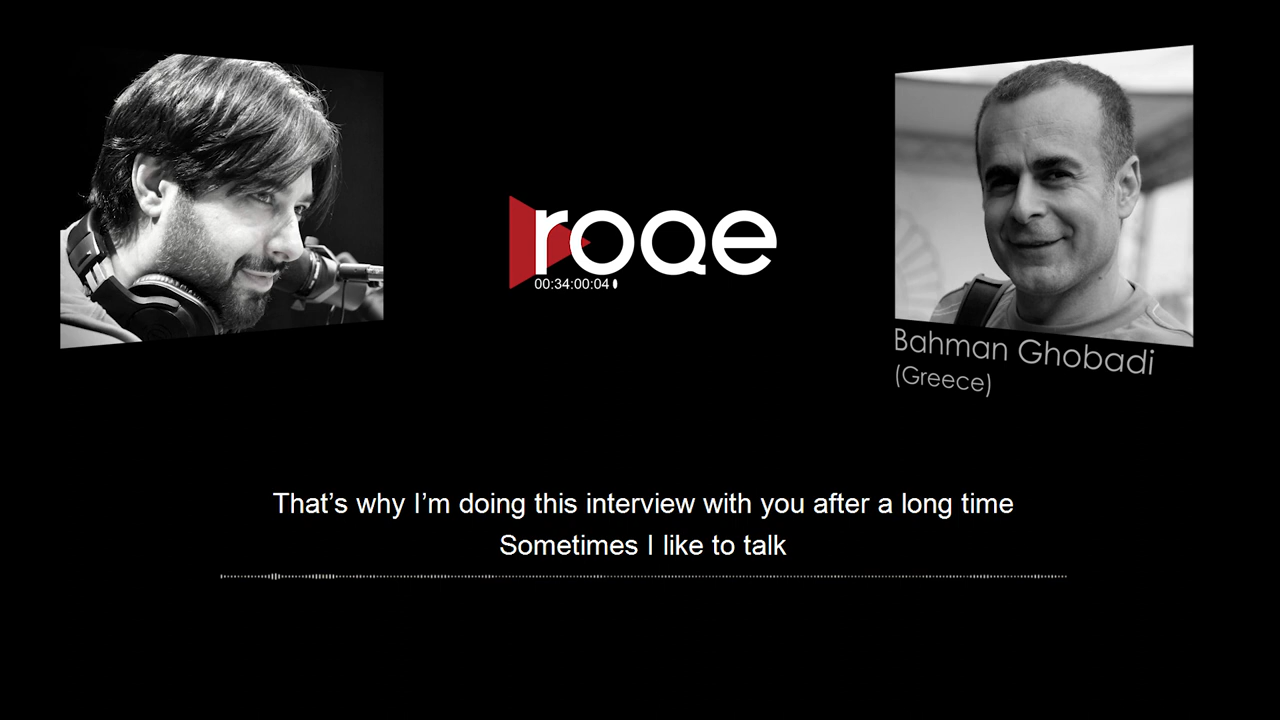 roqe
00:34:00:04
Bahman Ghobadi
(Greece)
That’s why I’m doing this interview with you after a long time
Sometimes I like to talk